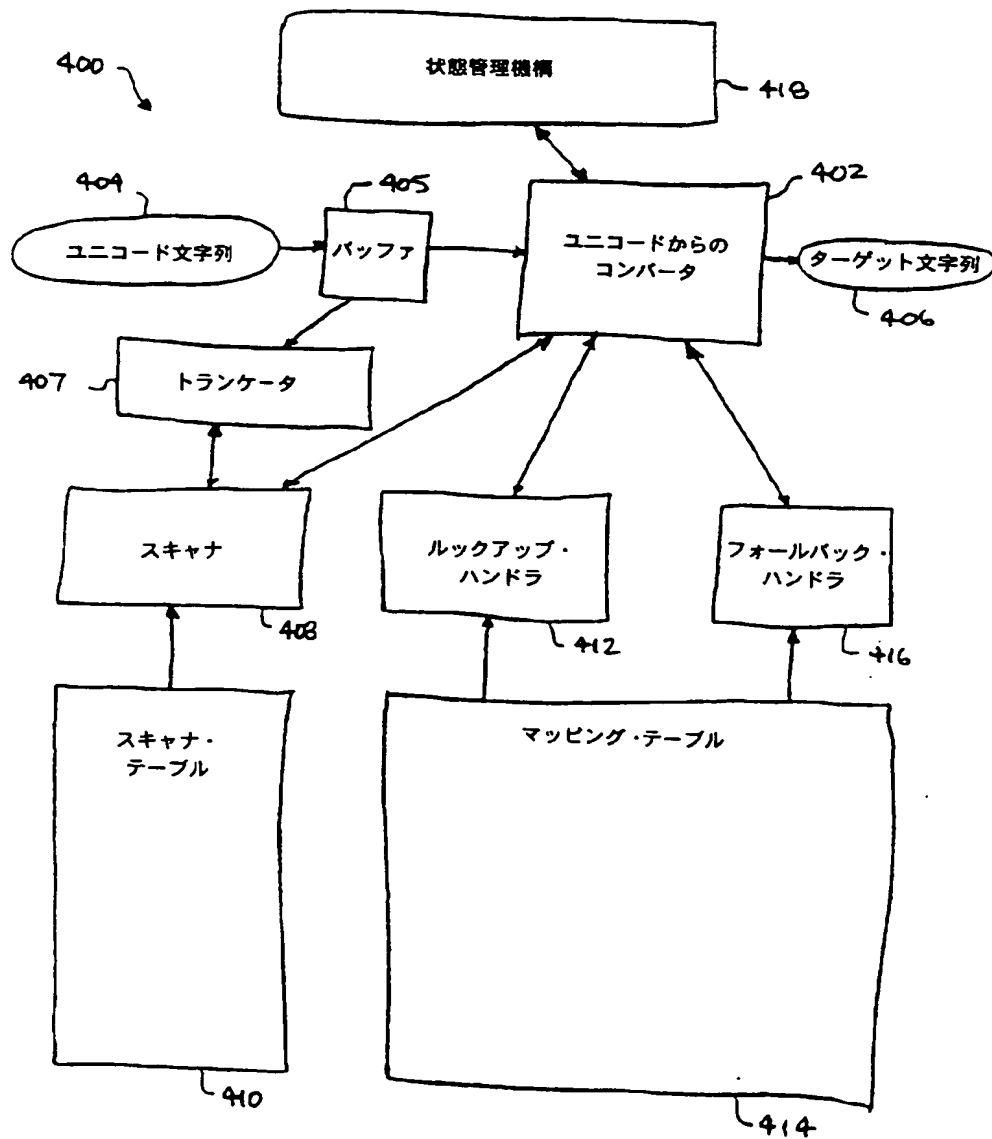 400
状態管理機構
418
404
405
402
ユニコード文字列
バッファ
ユニコードからの
コンバータ
ターゲット文字列
406
407
トランケータ
スキャナ
408
ルックアップ・
ハンドラ
412
フォールバック・
ハンドラ
416
スキャナ・
テーブル
410
マッピング・テーブル
414